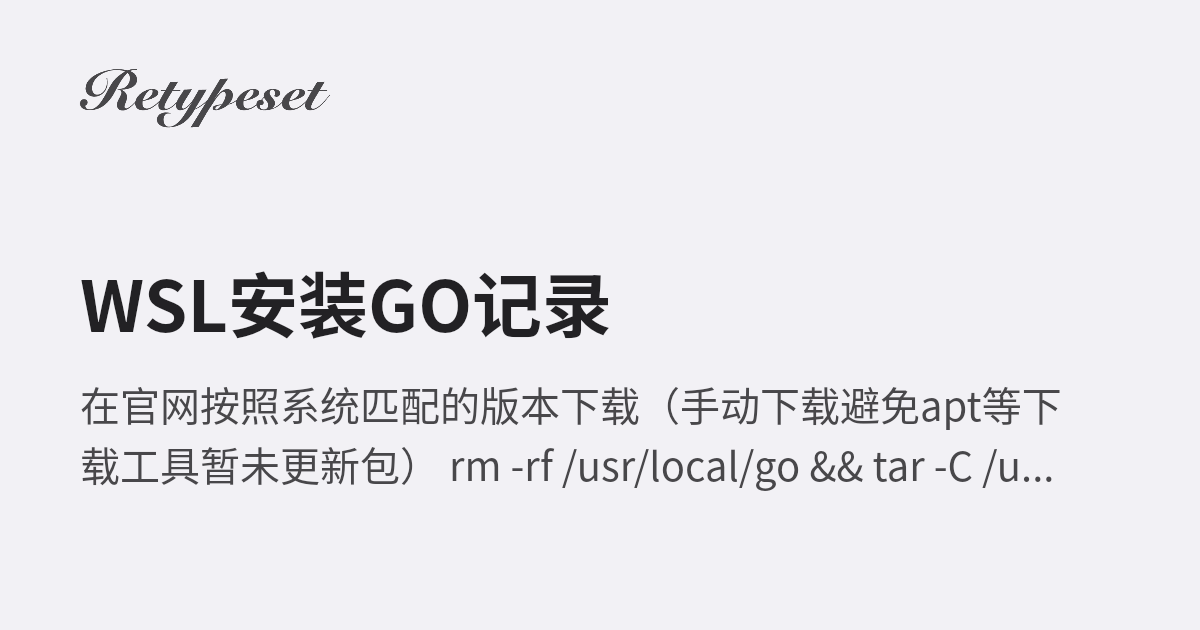 Retypeset
WSL安装GO记录
在官网按照系统匹配的版本下载（手动下载避免apt等下
载工具暂未更新包） rm -rf /usr/local/go && tar -C /u...